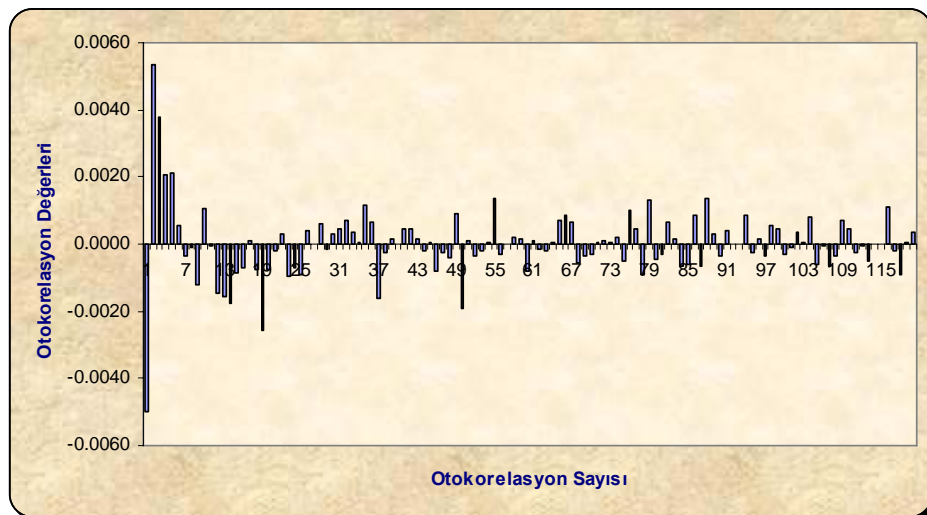 0.0060
0.0040
0.0020
0.0000
-0.0020
-0.0040
-0.0060
1 7 13 19 25 31 37 43 49 55 61 67 73 79 85 91 97 103 109 115
Otokorelasyon Değerleri
Otokorelasyon Sayısı